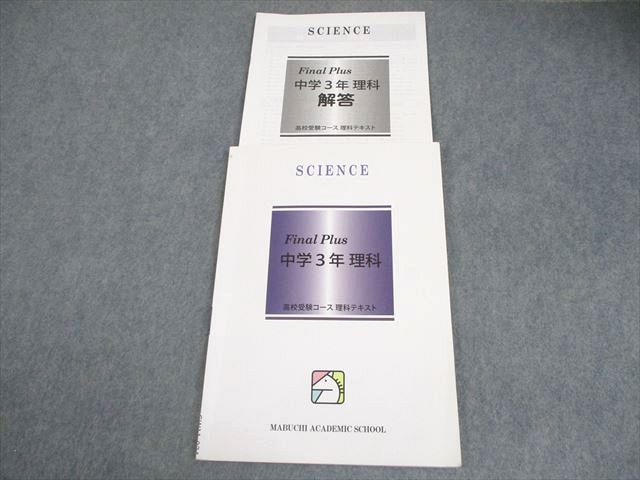 SCIENCE
Final Plus
中学3年 理科
解答
高校受験コース 理科テキスト
SCIENCE
Final Plus
中学3年 理科
高校受験コース 理科テキスト
MABUCHI ACADEMIC SCHOOL